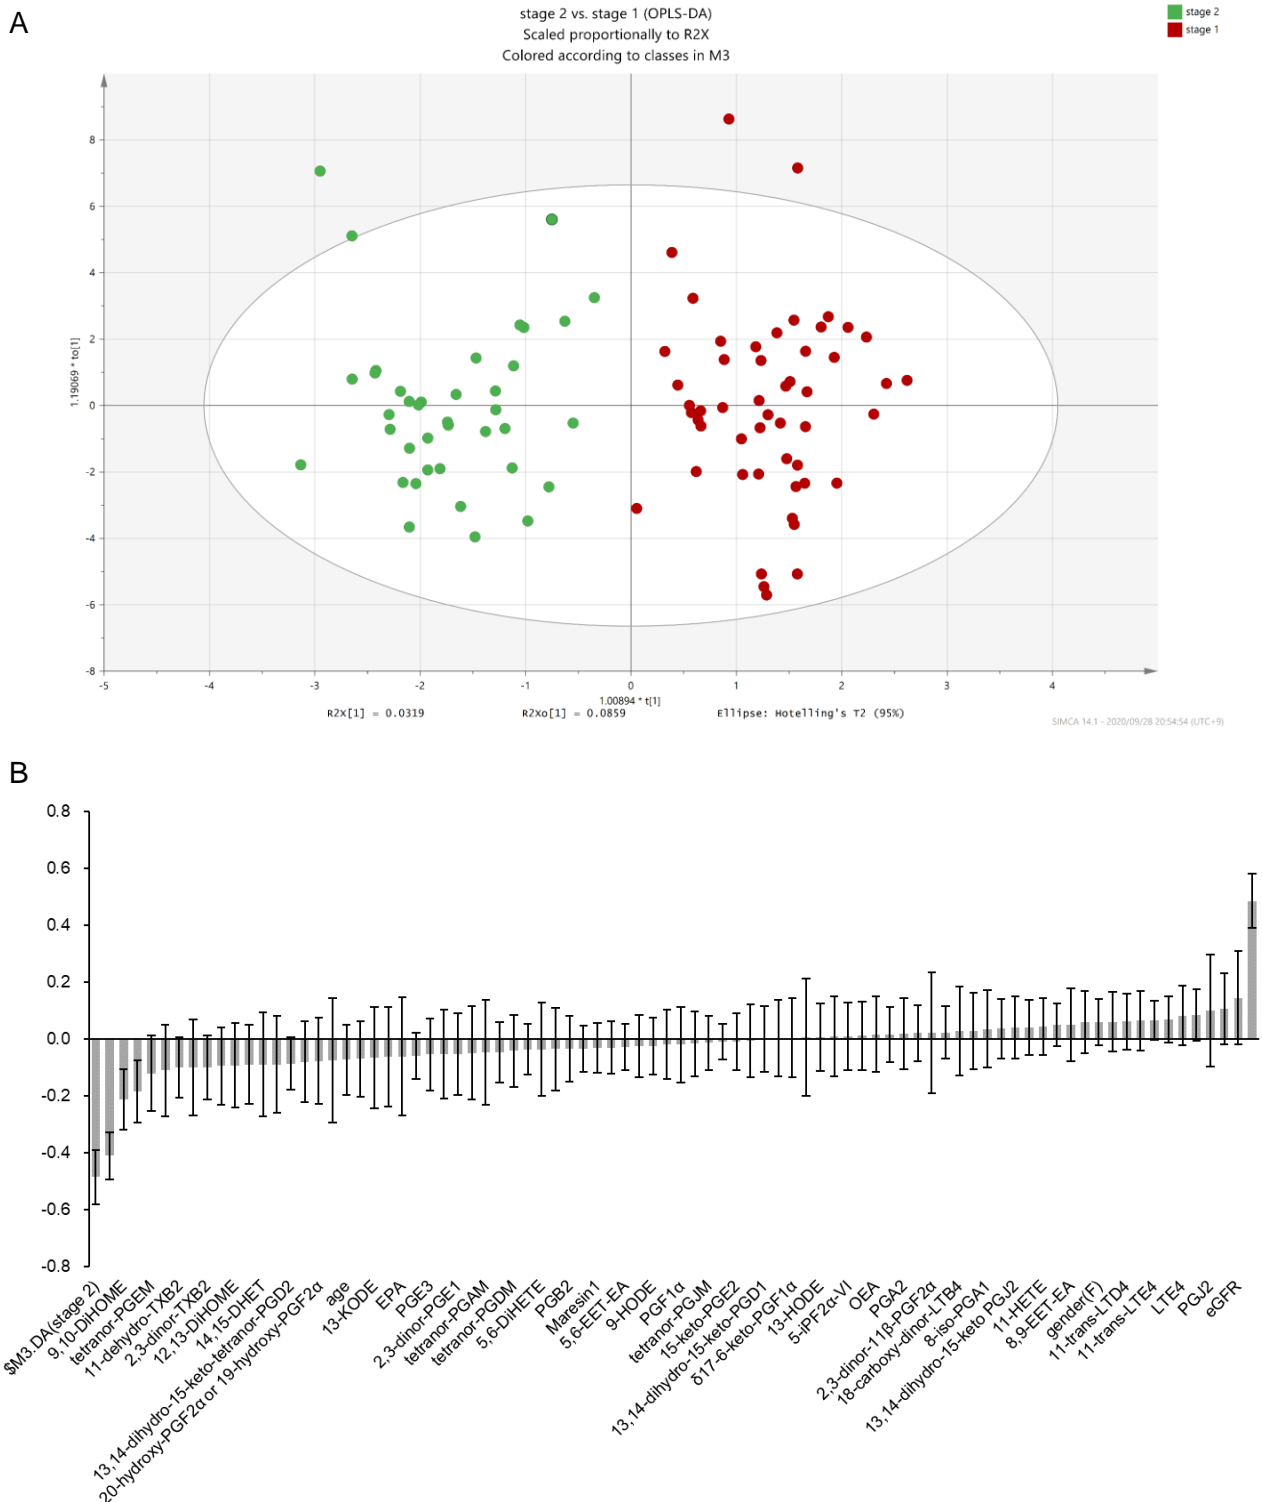 A
stage 2 vs. stage 1 (OPLS-DA)
Scaled proportionally to R2X
Colored according to classes in M3
stage 2
stage 1
8
6
4
2
0
-2
-4
-6
-8
1.19069 * to[1]
-5
-4
-3
-2
-1
0
1
2
3
4
1.00894 * t[1]
R2X[1] = 0.0319
R2Xo[1] = 0.0859
Ellipse: Hotelling's T2 (95%)
SIMCA 14.1 - 2020/09/28 20:54:54 (UTC+9)
B
0.8
0.6
0.4
0.2
0.0
-0.2
-0.4
-0.6
-0.8
$M3.DA(stage 2)
9,10-DiHOME
tetranor-PGEM
11-dehydro-TXB2
2,3-dinor-TXB2
12,13-DiHOME
14,15-DHET
13,14-dihydro-15-keto-tetranor-PGD2
20-hydroxy-PGF2α or 19-hydroxy-PGF2α
age
13-KODE
EPA
PGE3
2,3-dinor-PGE1
tetranor-PGAM
tetranor-PGDM
5,6-DiHETE
PGB2
Maresin1
5,6-EET-EA
9-HODE
PGF1α
tetranor-PGJM
15-keto-PGE2
13,14-dihydro-15-keto-PGD1
δ17-6-keto-PGF1α
13-HODE
5-iPF2α-VI
OEA
PGA2
2,3-dinor-11β-PGF2α
18-carboxy-dinor-LTB4
8-iso-PGA1
13,14-dihydro-15-keto PGJ2
11-HETE
8,9-EET-EA
gender(F)
11-trans-LTD4
11-trans-LTE4
LTE4
PGJ2
eGFR